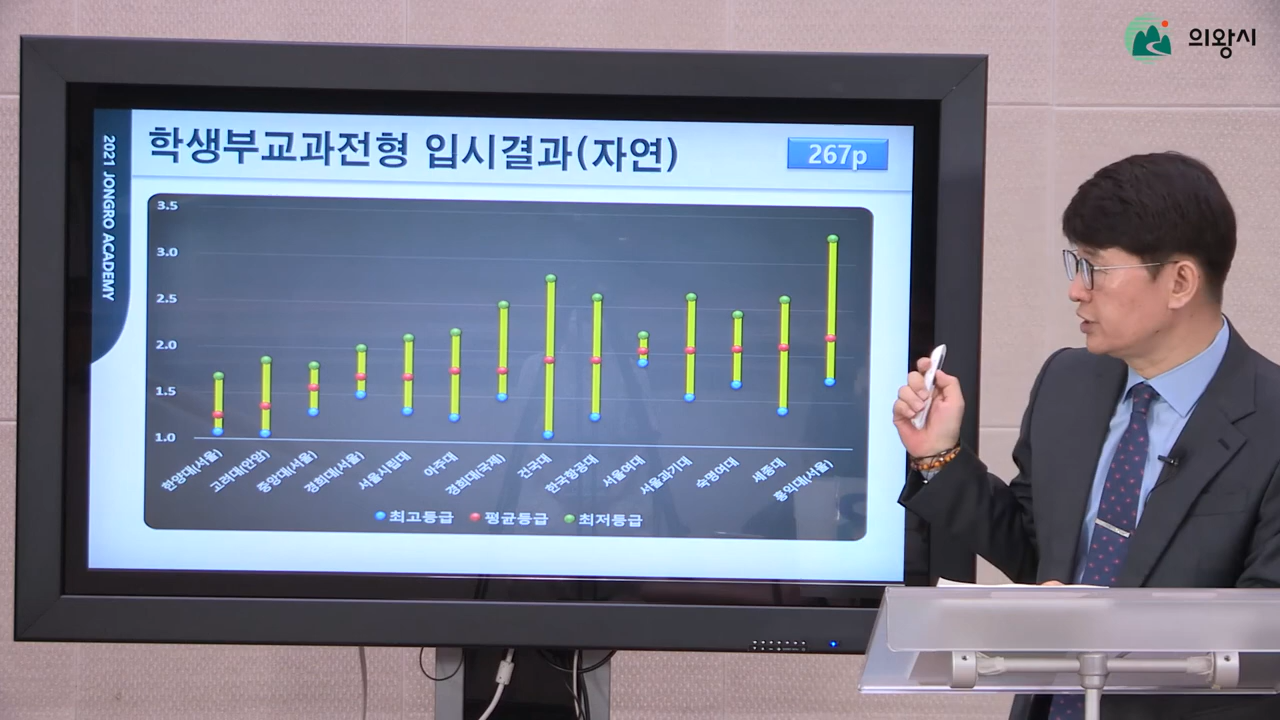 의왕시
2021 JONGRO ACADEMY
학생부교과전형 입시결과(자연)
267p
3.5
3.0
2.5
2.0
1.5
1.0
한양대(서울)
고려대(안암)
중앙대(서울)
경희대(서울)
서울시립대
아주대
경희대(국제)
건국대
한국항공대
서울여대
서울과기대
숙명여대
세종대
홍익대(서울)
최고등급 평균등급 최저등급